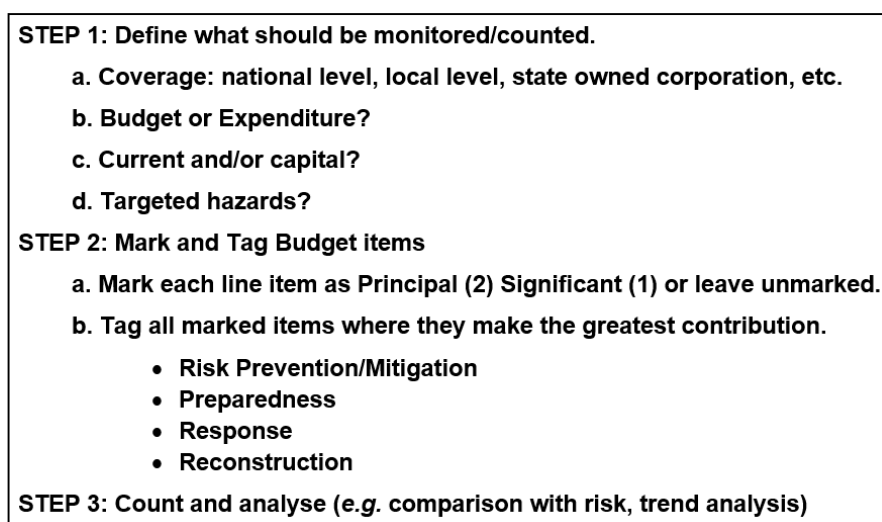 STEP 1: Define what should be monitored/counted.
a. Coverage: national level, local level, state owned corporation, etc.
b. Budget or Expenditure?
c. Current and/or capital?
d. Targeted hazards?
STEP 2: Mark and Tag Budget items
a. Mark each line item as Principal (2) Significant (1) or leave unmarked.
b. Tag all marked items where they make the greatest contribution.
• Risk Prevention/Mitigation
• Preparedness
• Response
• Reconstruction
STEP 3: Count and analyse (e.g. comparison with risk, trend analysis)